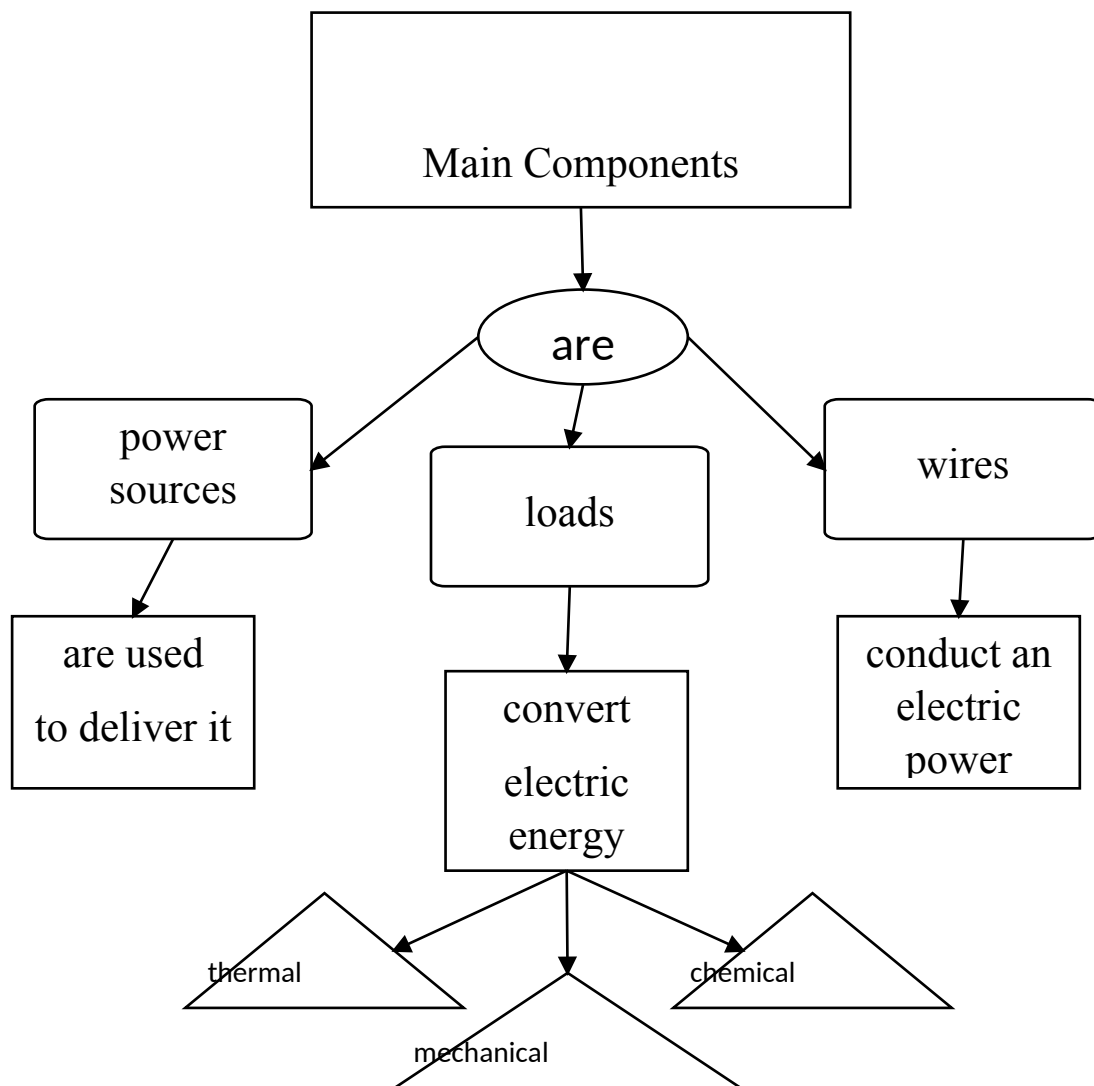 Main Components
are
power
sources
loads
wires
are used
to deliver it
convert
electric
energy
conduct an
electric
power
thermal
mechanical
chemical